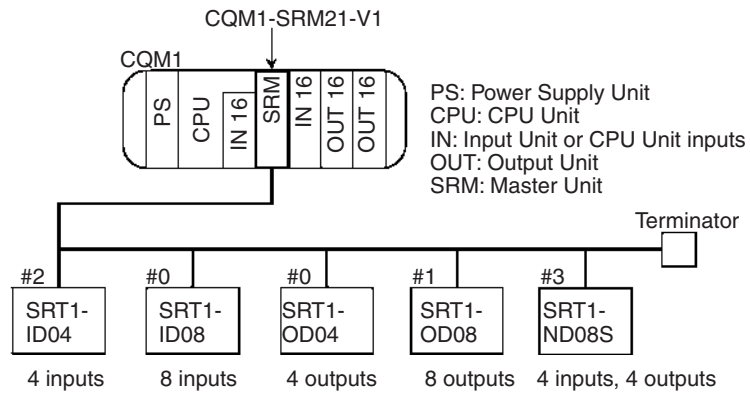 CQM1-SRM21-V1
CQM1
PS
CPU
IN 16
SRM
IN 16
OUT 16
OUT 16
PS: Power Supply Unit
CPU: CPU Unit
IN: Input Unit or CPU Unit inputs
OUT: Output Unit
SRM: Master Unit
Terminator
#2
#0
#0
#1
#3
SRT1-
ID04
SRT1-
ID08
SRT1-
OD04
SRT1-
OD08
SRT1-
ND08S
4 inputs
8 inputs
4 outputs
8 outputs
4 inputs, 4 outputs